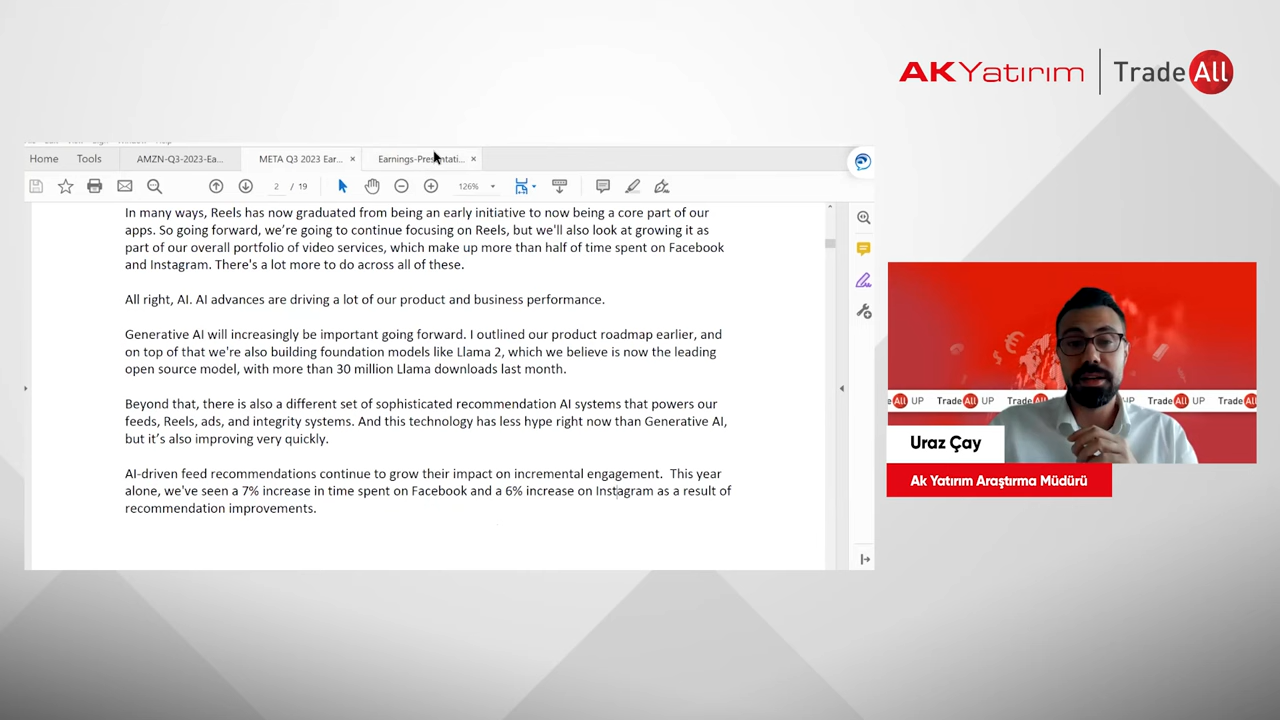 AKYatırım TradeAll
Home Tools AMZN-Q3-2023-Ea... META Q3 2023 Ear... × Earnings-Presentati... ×
2 / 19 126%
In many ways, Reels has now graduated from being an early initiative to now being a core part of our
apps. So going forward, we're going to continue focusing on Reels, but we'll also look at growing it as
part of our overall portfolio of video services, which make up more than half of time spent on Facebook
and Instagram. There's a lot more to do across all of these.
All right, AI. AI advances are driving a lot of our product and business performance.
Generative AI will increasingly be important going forward. I outlined our product roadmap earlier, and
on top of that we're also building foundation models like Llama 2, which we believe is now the leading
open source model, with more than 30 million Llama downloads last month.
Beyond that, there is also a different set of sophisticated recommendation AI systems that powers our
feeds, Reels, ads, and integrity systems. And this technology has less hype right now than Generative AI,
but it's also improving very quickly.
AI-driven feed recommendations continue to grow their impact on incremental engagement. This year
alone, we've seen a 7% increase in time spent on Facebook and a 6% increase on Instagram as a result of
recommendation improvements.
All UP TradeAll UP TradeAll UP TradeAll UP TradeAll
Uraz Çay
Ak Yatırım Araştırma Müdürü